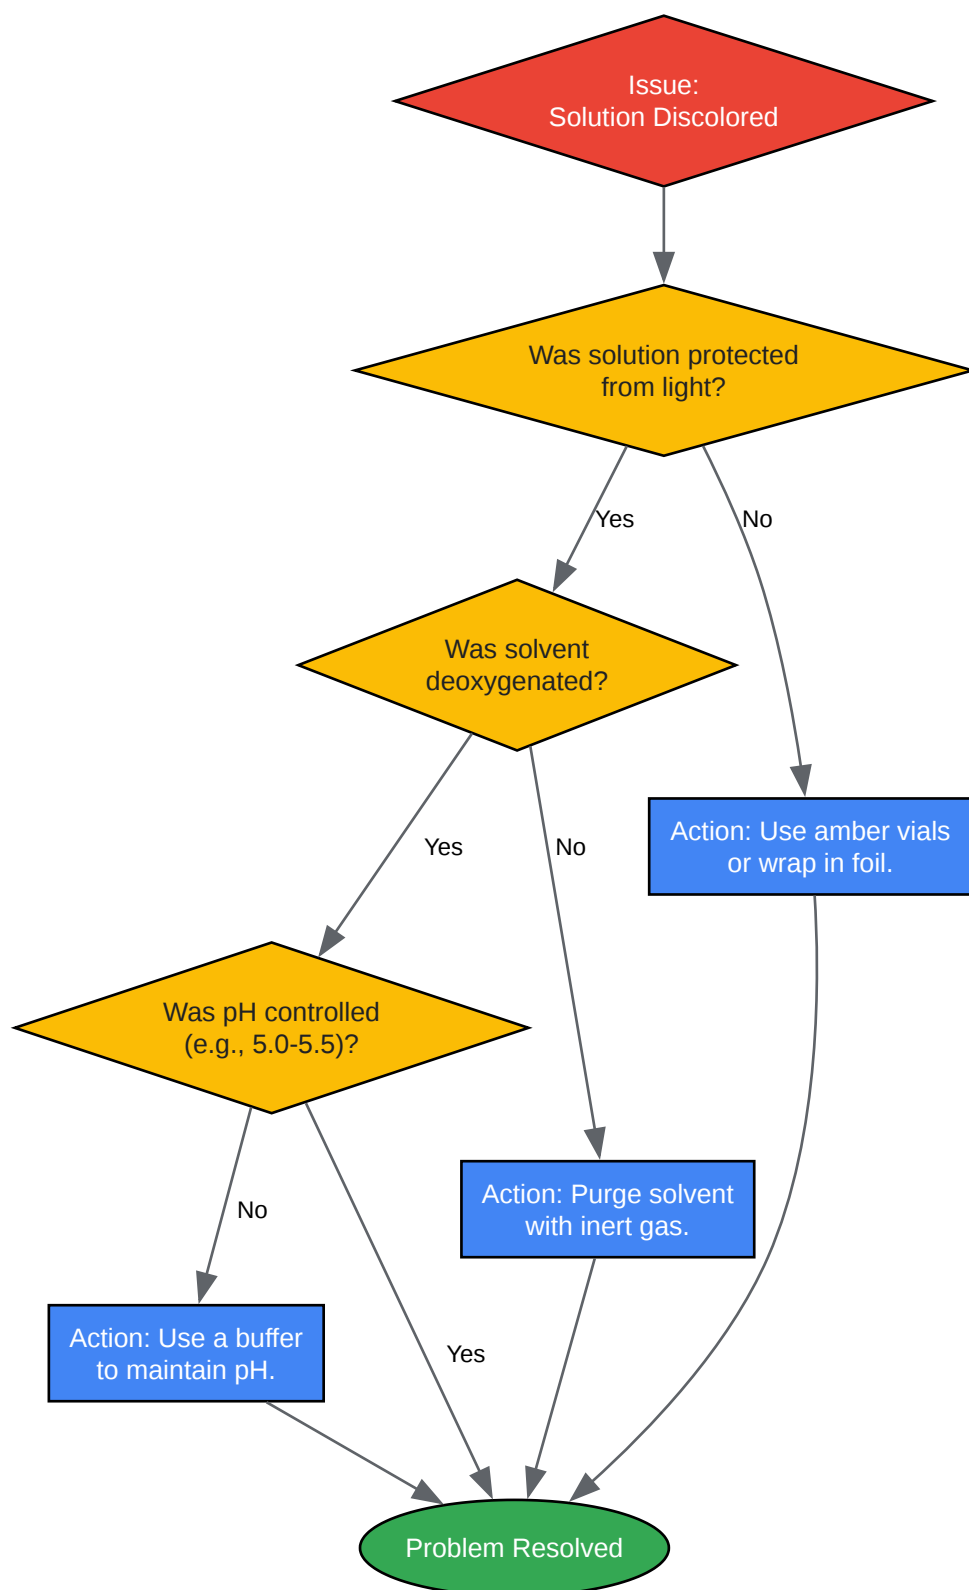 Issue:
Solution Discolored
Was solution protected
from light?
Yes
No
Was solvent
deoxygenated?
Action: Use amber vials
or wrap in foil.
Yes
No
Was pH controlled
(e.g., 5.0-5.5)?
Action: Purge solvent
with inert gas.
No
Action: Use a buffer
to maintain pH.
Yes
Problem Resolved